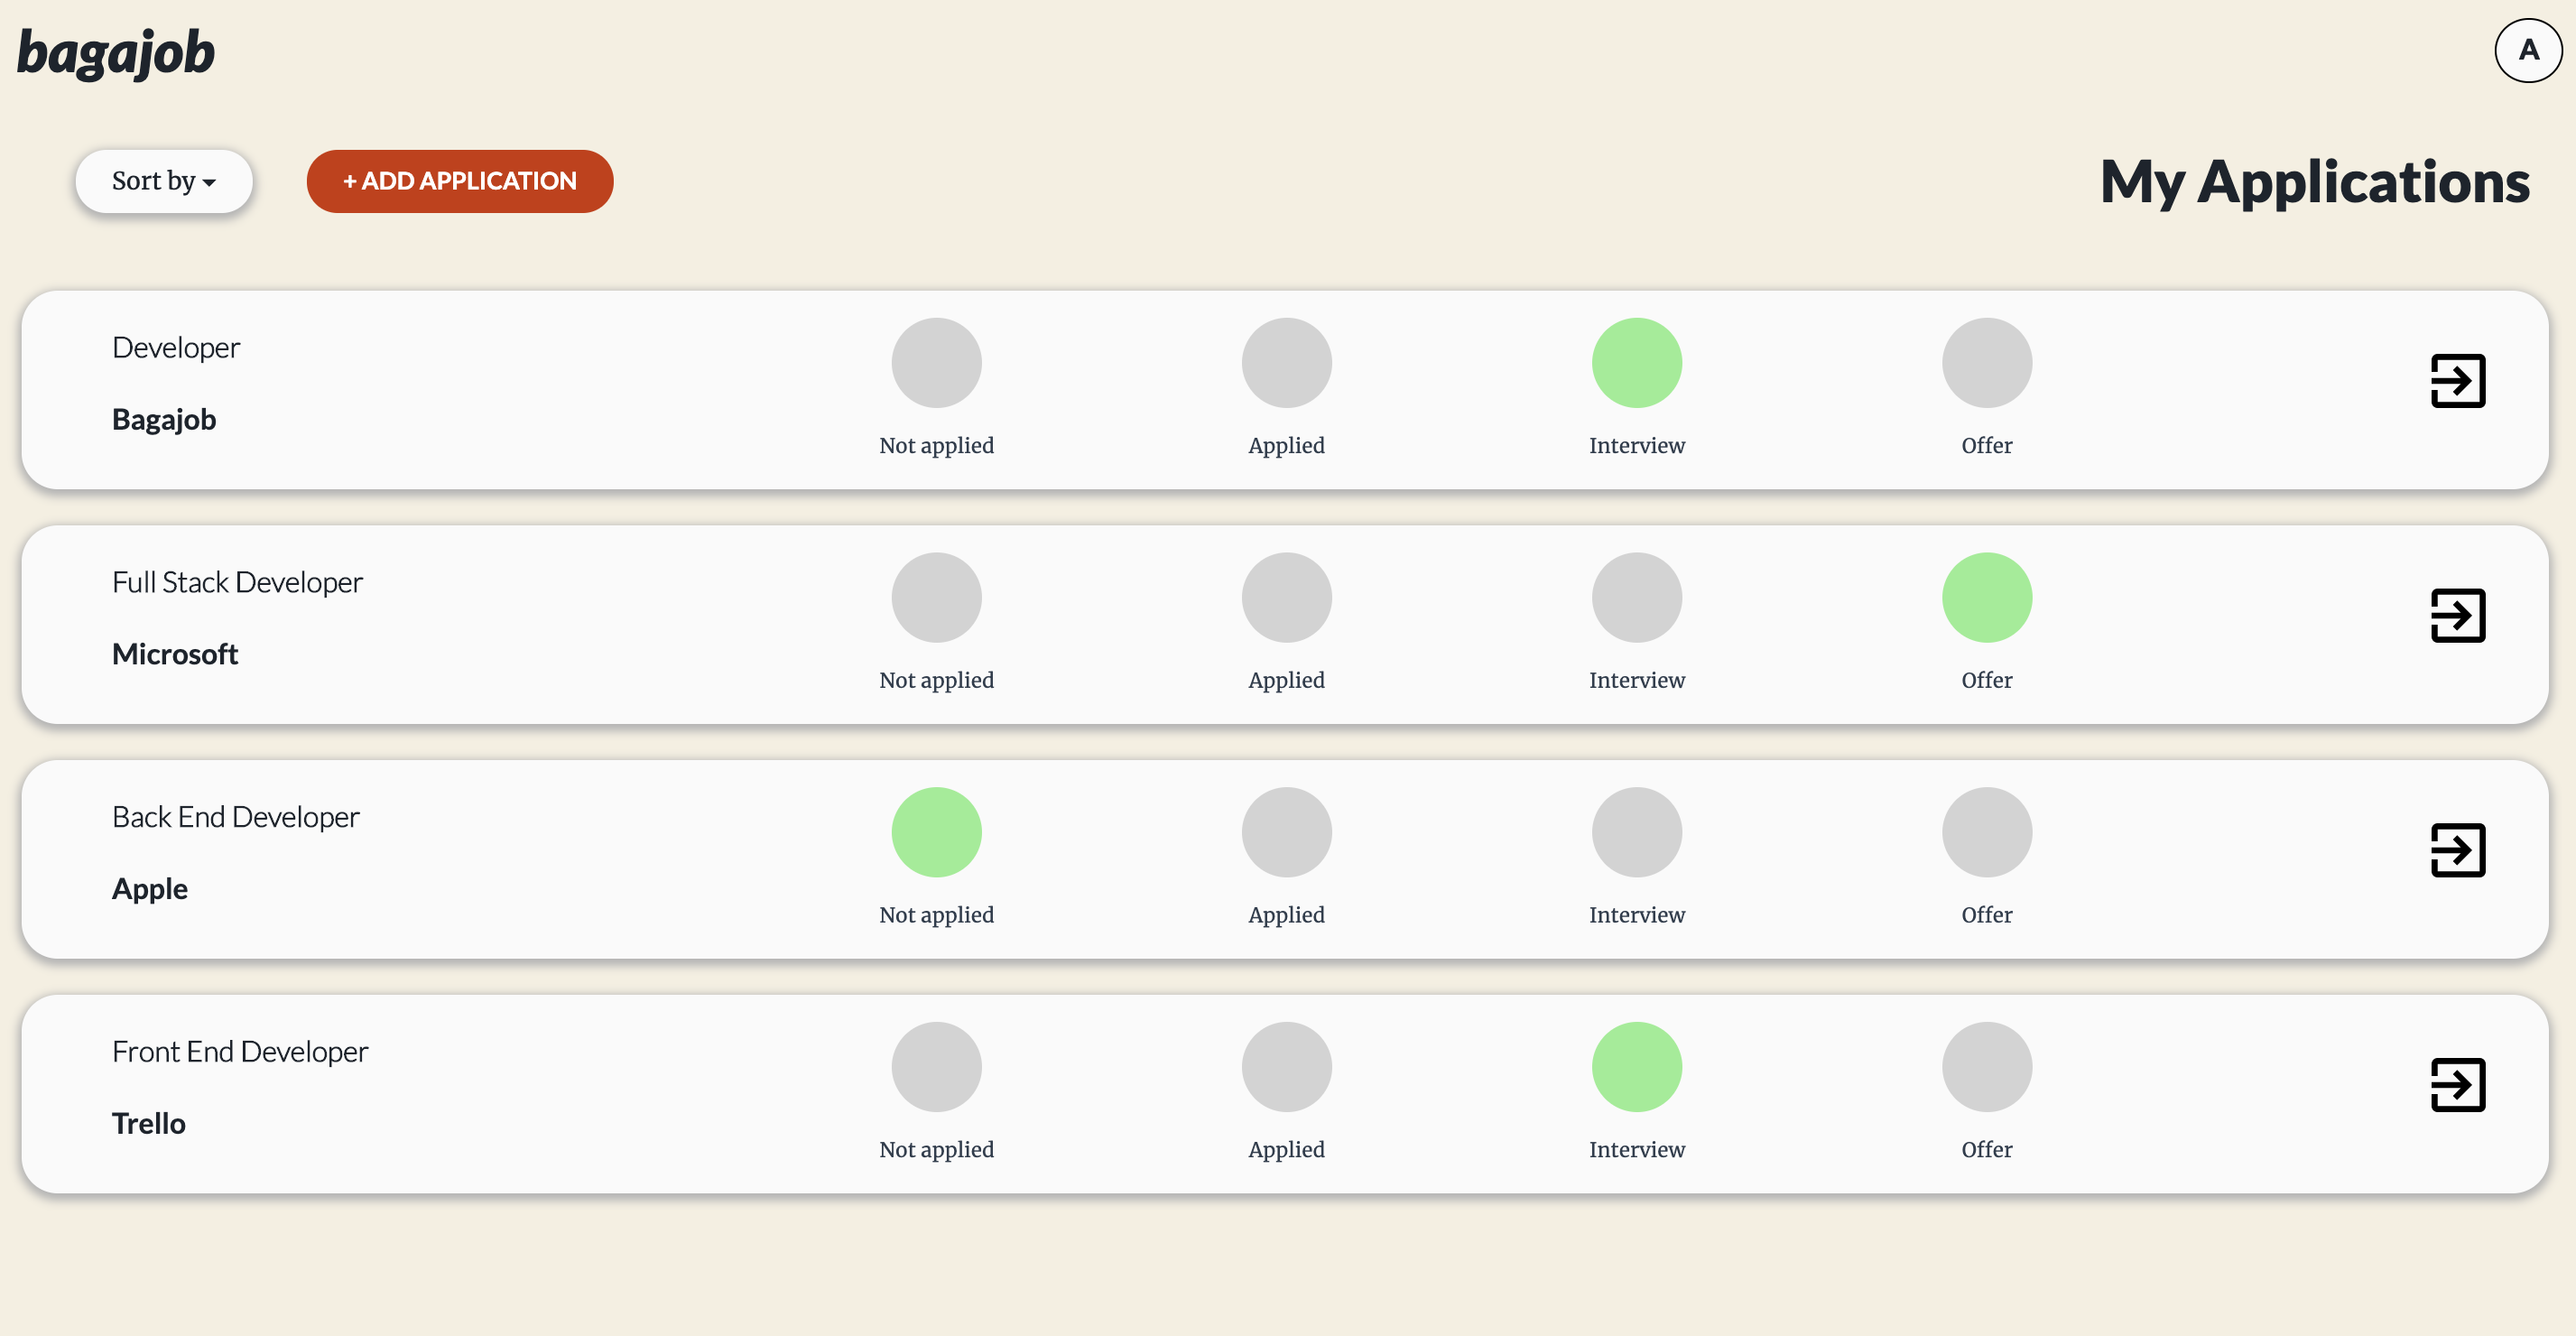 bagajob
A
Sort by
+ ADD APPLICATION
My Applications
Developer
Bagajob
Not applied
Applied
Interview
Offer
Full Stack Developer
Microsoft
Not applied
Applied
Interview
Offer
Back End Developer
Apple
Not applied
Applied
Interview
Offer
Front End Developer
Trello
Not applied
Applied
Interview
Offer